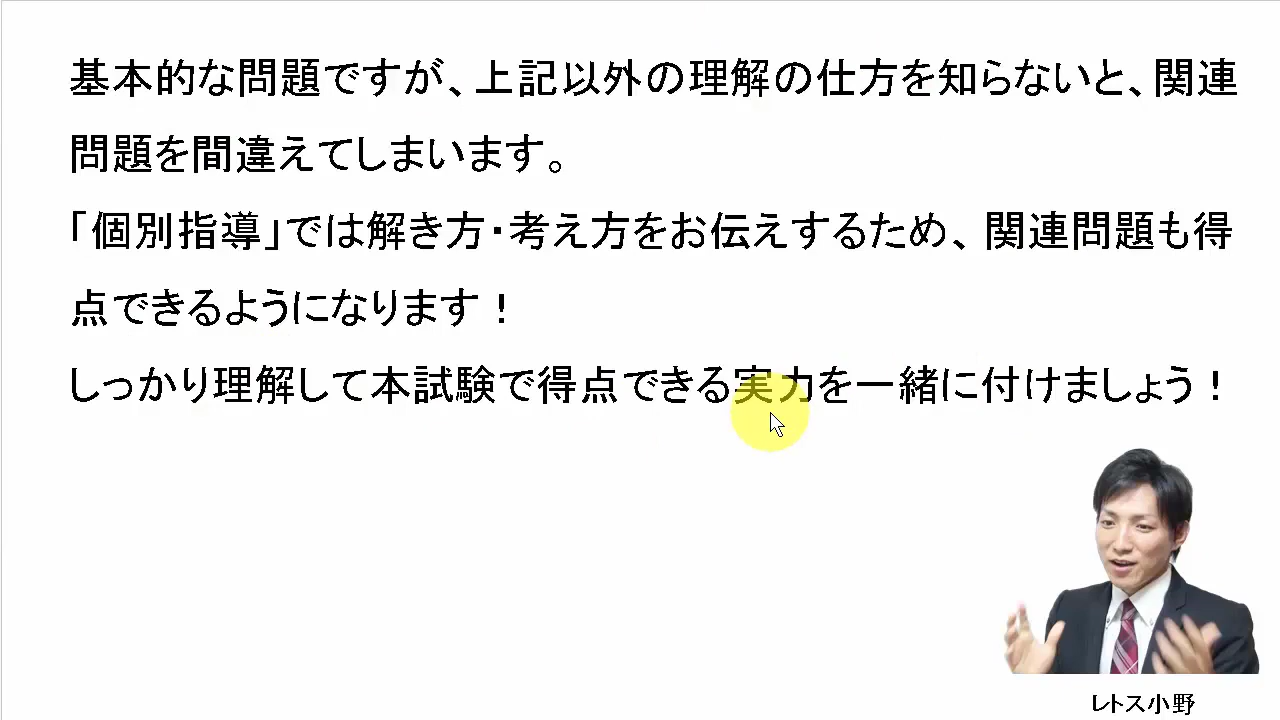 基本的な問題ですが、上記以外の理解の仕方を知らないと、関連
問題を間違えてしまいます。
「個別指導」では解き方・考え方をお伝えするため、関連問題も得
点できるようになります！
しっかり理解して本試験で得点できる実力を一緒に付けましょう！
レトス小野